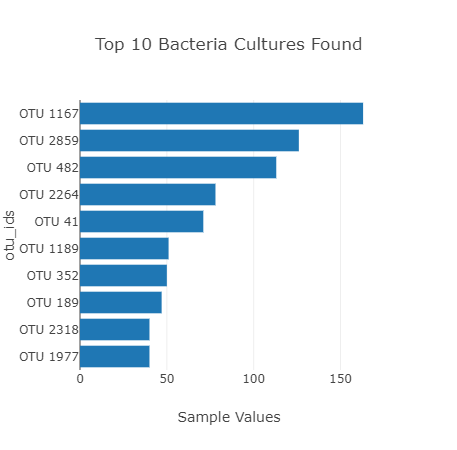 Top 10 Bacteria Cultures Found
otu_ids
OTU 1167
OTU 2859
OTU 482
OTU 2264
OTU 41
OTU 1189
OTU 352
OTU 189
OTU 2318
OTU 1977
0 50 100 150
Sample Values